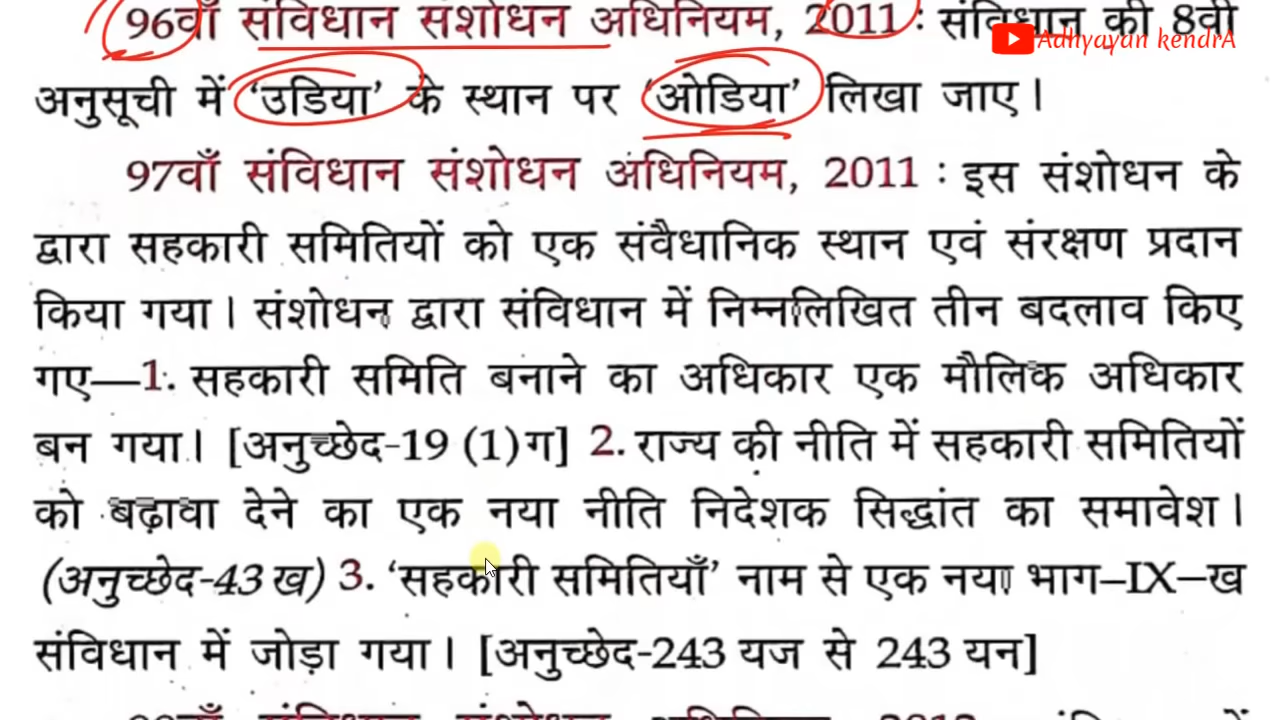 96वाँ संविधान संशोधन अधिनियम, 2011 : संविधान की 8वीं
Adhyayan kendrA
अनुसूची में 'उडिया' के स्थान पर 'ओडिया' लिखा जाए।
97वाँ संविधान संशोधन अधिनियम, 2011 : इस संशोधन के
द्वारा सहकारी समितियों को एक संवैधानिक स्थान एवं संरक्षण प्रदान
किया गया। संशोधन द्वारा संविधान में निम्नलिखित तीन बदलाव किए
गए—1. सहकारी समिति बनाने का अधिकार एक मौलिक अधिकार
बन गया। [अनुच्छेद-19 (1)ग] 2. राज्य की नीति में सहकारी समितियों
को बढ़ावा देने का एक नया नीति निदेशक सिद्धांत का समावेश।
(अनुच्छेद-43 ख) 3. 'सहकारी समितियाँ' नाम से एक नया भाग–IX–ख
संविधान में जोड़ा गया। [अनुच्छेद-243 यज से 243 यन]